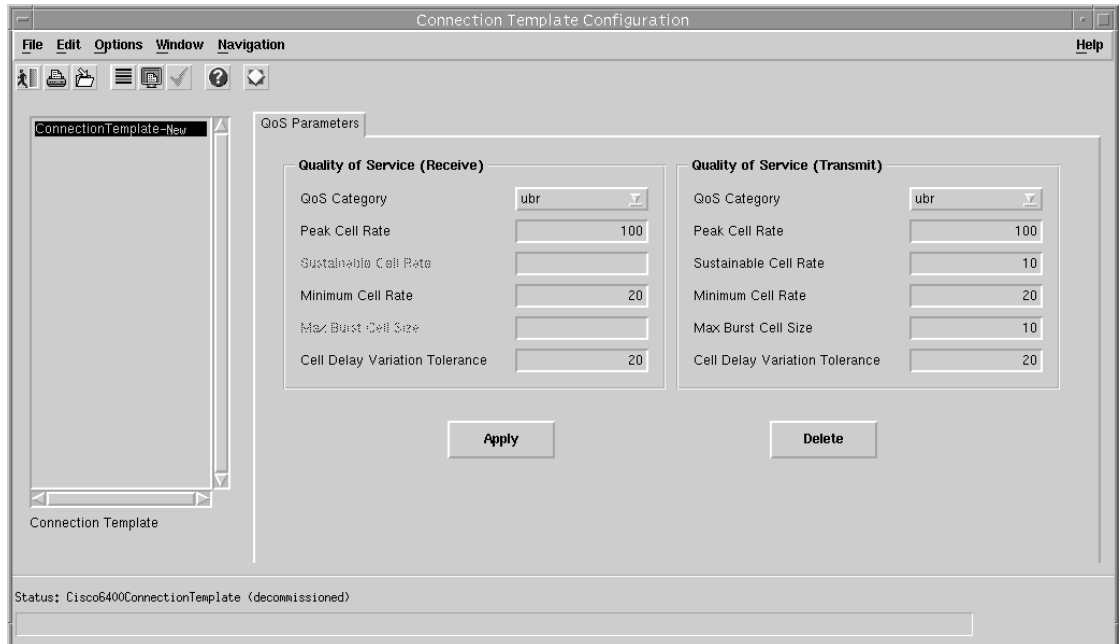 Connection Template Configuration
File Edit Options Window Navigation Help
ConnectionTemplate-New
QoS Parameters
Quality of Service (Receive)
QoS Category ubr
Peak Cell Rate 100
Sustainable Cell Rate
Minimum Cell Rate 20
Max Burst Cell Size
Cell Delay Variation Tolerance 20
Quality of Service (Transmit)
QoS Category ubr
Peak Cell Rate 100
Sustainable Cell Rate 10
Minimum Cell Rate 20
Max Burst Cell Size 10
Cell Delay Variation Tolerance 20
Apply
Delete
Connection Template
Status: Cisco6400ConnectionTemplate (decommissioned)